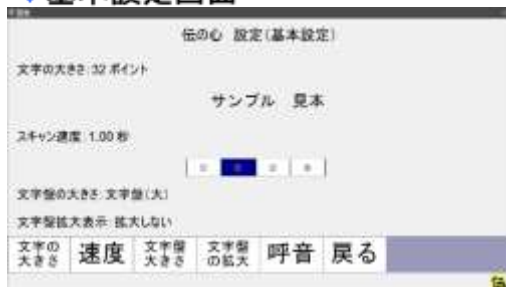 基本設定画面
伝の心 設定(基本設定)
文字の大きさ:32 ポイント
サンプル 見本
スキャン速度:1.00 秒
文字盤の大きさ:文字盤(大)
文字盤拡大表示:拡大しない
文字の大きさ 速度 文字盤大きさ 文字盤の拡大 呼音 戻る